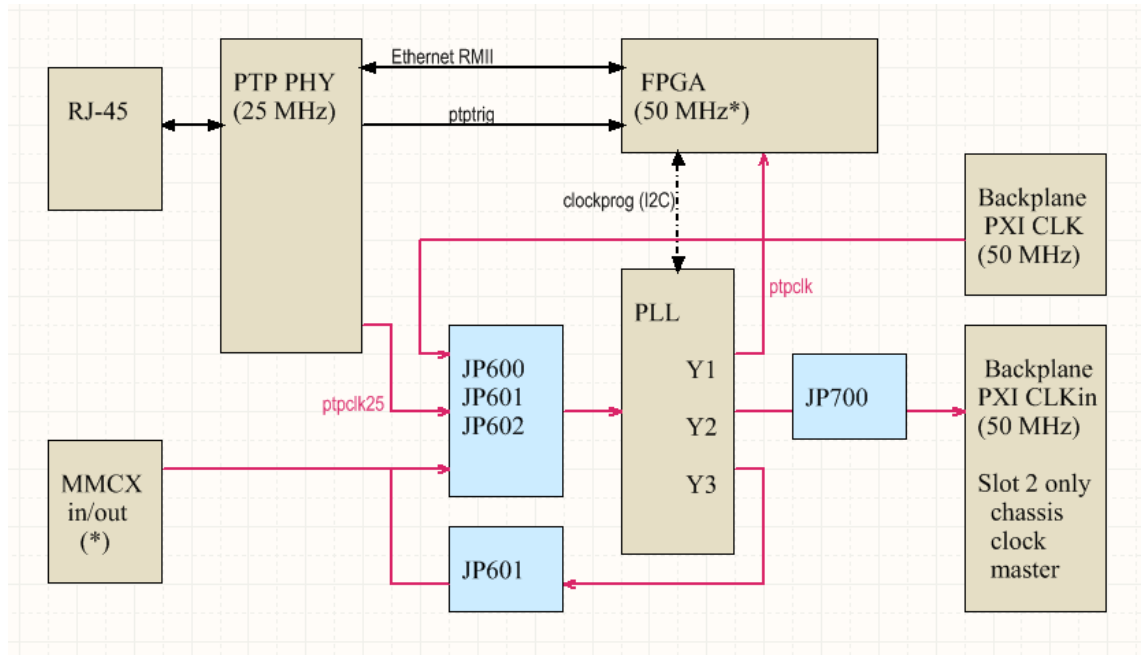 Ethernet RMII
PTP PHY
(25 MHz)
FPGA
(50 MHz*)
RJ-45
ptptrig
clockprog (I2C)
Backplane
PXI CLK
(50 MHz)
ptpclk
PLL
Y1
Y2
Y3
JP600
JP601
JP602
ptpclk25
JP700
Backplane
PXI CLKin
(50 MHz)
Slot 2 only
chassis
clock
master
MMCX
in/out
(*)
JP601